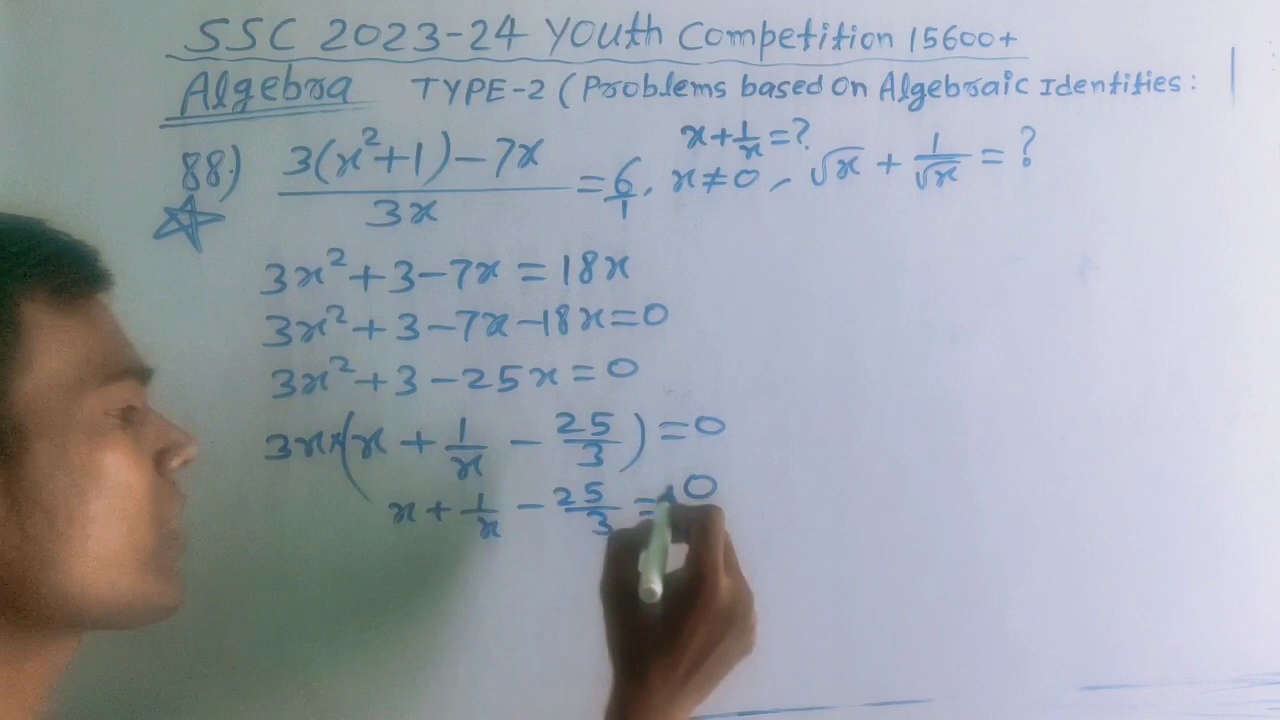 SSC 2023-24 Youth Competition 15600+
Algebra TYPE-2 (Problems based on Algebraic Identities:
x+1/x=?
88) (3(x²+1)-7x)/3x = 6/1, x≠0, √x + 1/√x = ?
3x²+3-7x = 18x
3x²+3-7x-18x=0
3x²+3-25x=0
3x×(x + 1/x - 25/3)=0
x+1/x - 25/3 = 0